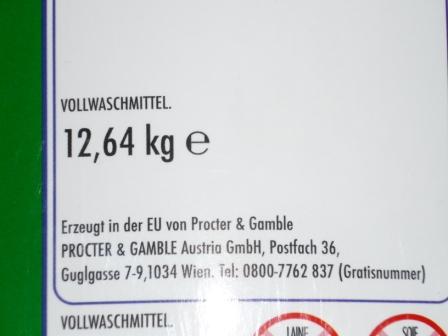 VOLLWASCHMITTEL.
12,64 kg ℮
Erzeugt in der EU von Procter & Gamble
PROCTER & GAMBLE Austria GmbH, Postfach 36,
Guglgasse 7-9,1034 Wien. Tel: 0800-7762 837 (Gratisnummer)
VOLLWASCHMITTEL.
LAINE
SOIE